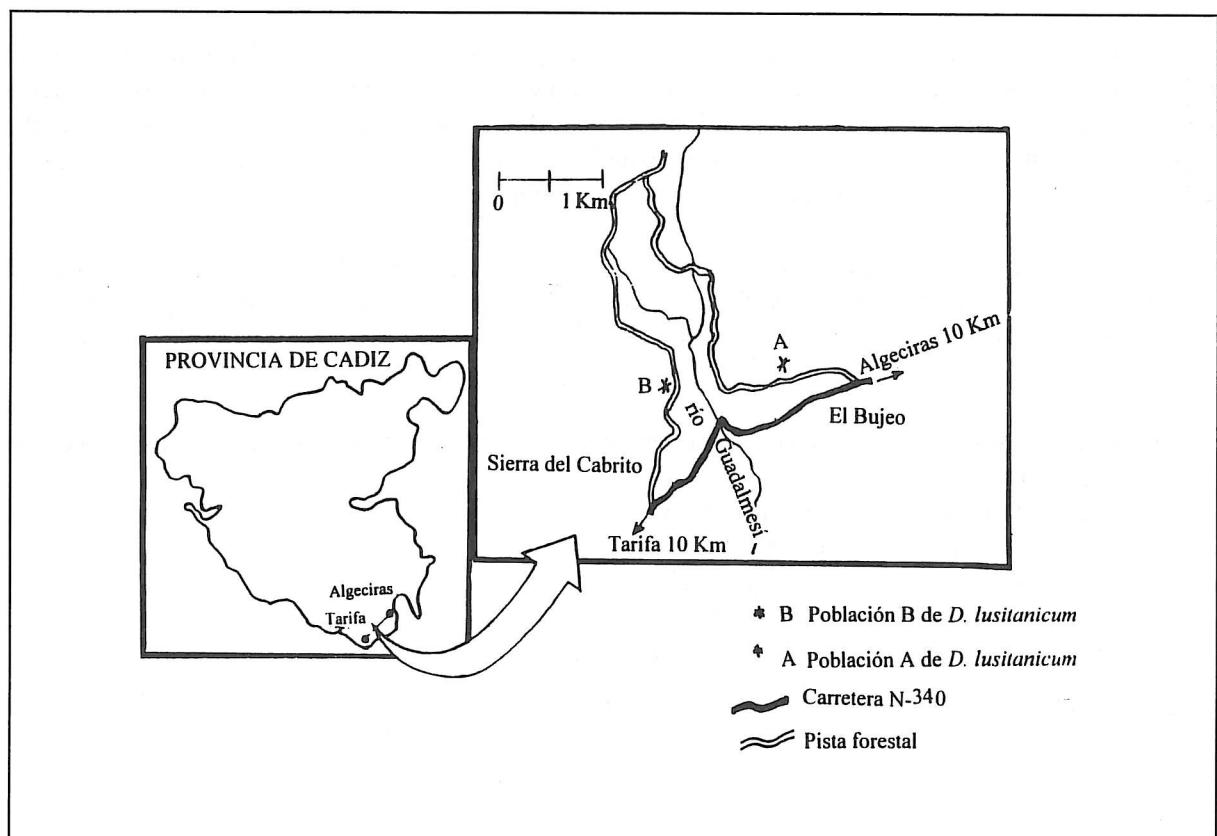 PROVINCIA DE CADIZ
Algeciras
Tarifa
0 1 Km
A
Algeciras 10 Km
B
río
El Bujeo
Guadalmesí
Sierra del Cabrito
Tarifa 10 Km
B Población B de D. lusitanicum
A Población A de D. lusitanicum
Carretera N-340
Pista forestal